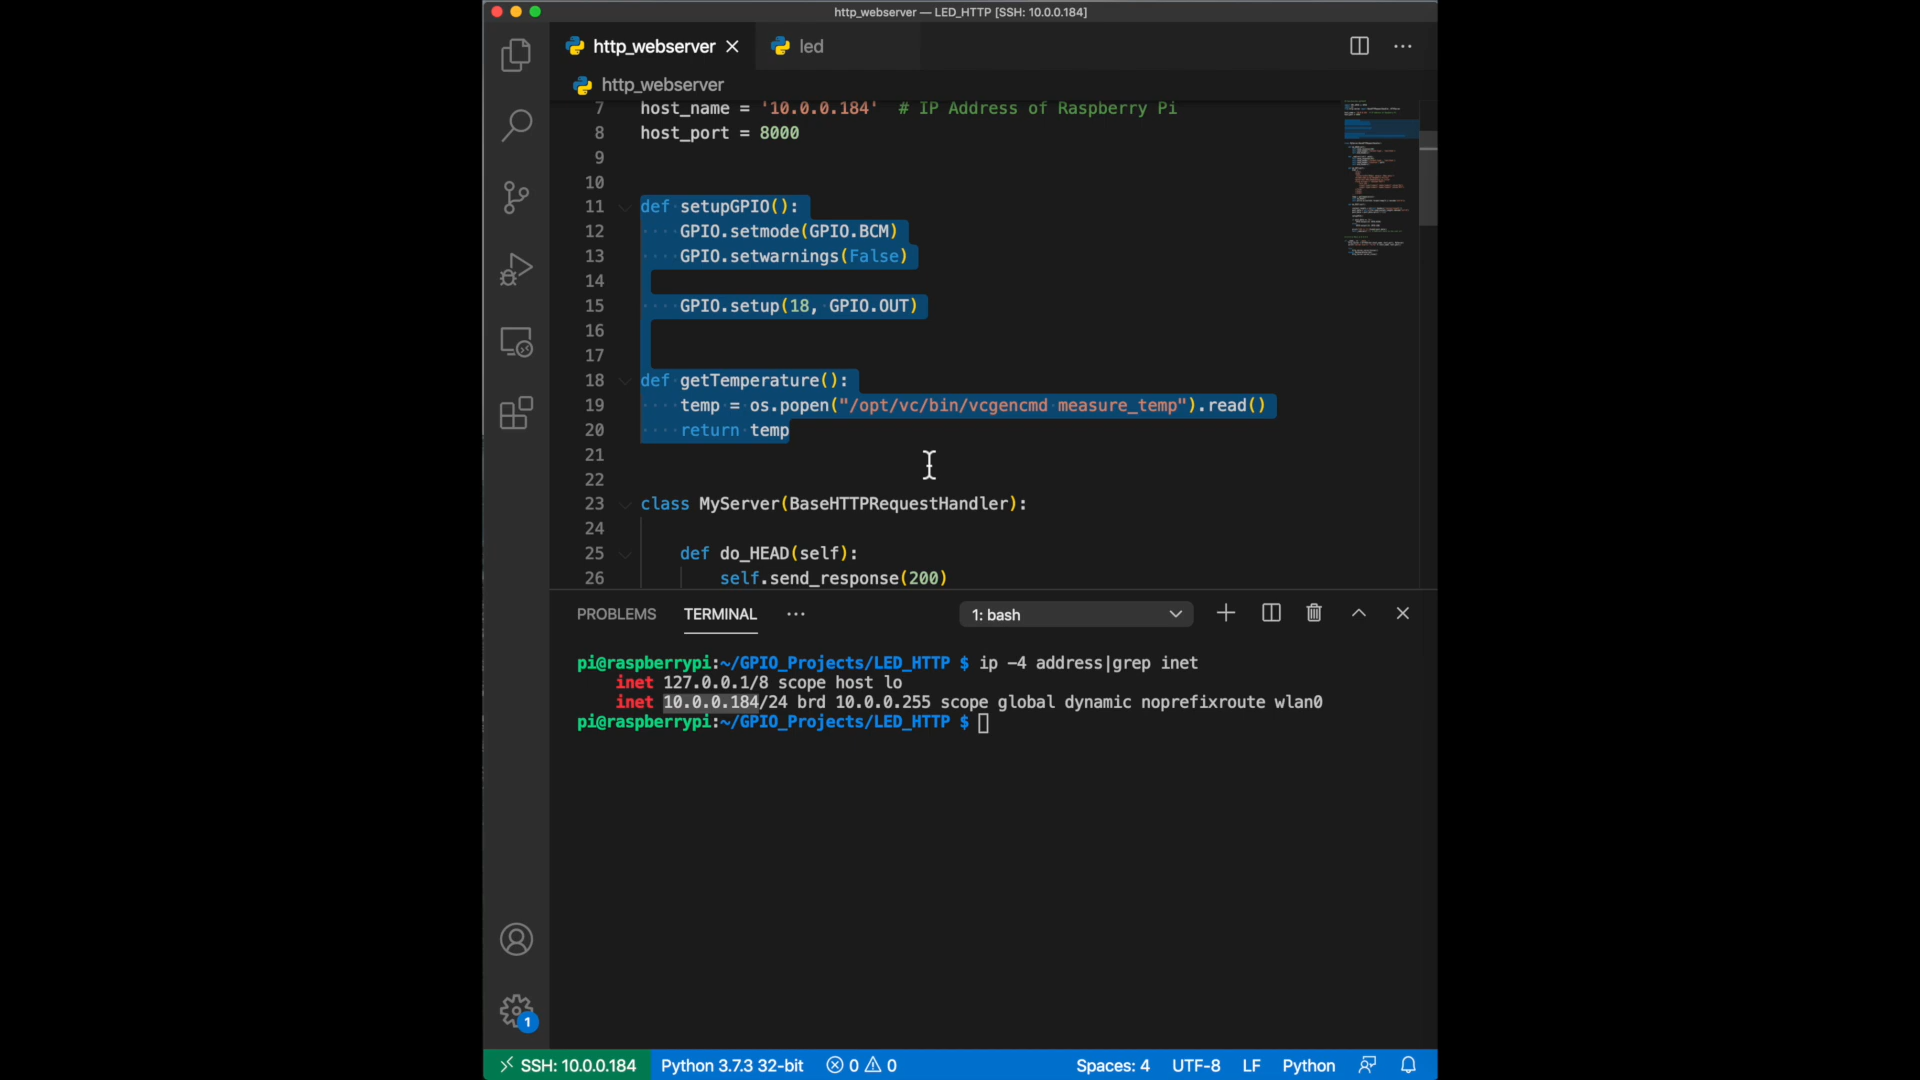 http_webserver — LED_HTTP [SSH: 10.0.0.184]
http_webserver led
http_webserver
7 host_name = '10.0.0.184' # IP Address of Raspberry Pi
8 host_port = 8000
9
10
11 def setupGPIO():
12 GPIO.setmode(GPIO.BCM)
13 GPIO.setwarnings(False)
14
15 GPIO.setup(18, GPIO.OUT)
16
17
18 def getTemperature():
19 temp = os.popen("/opt/vc/bin/vcgencmd measure_temp").read()
20 return temp
21
22
23 class MyServer(BaseHTTPRequestHandler):
24
25 def do_HEAD(self):
26 self.send_response(200)
PROBLEMS TERMINAL ··· 1: bash
pi@raspberrypi:~/GPIO_Projects/LED_HTTP $ ip -4 address|grep inet
inet 127.0.0.1/8 scope host lo
inet 10.0.0.184/24 brd 10.0.0.255 scope global dynamic noprefixroute wlan0
pi@raspberrypi:~/GPIO_Projects/LED_HTTP $
1
SSH: 10.0.0.184 Python 3.7.3 32-bit 0 0 Spaces: 4 UTF-8 LF Python